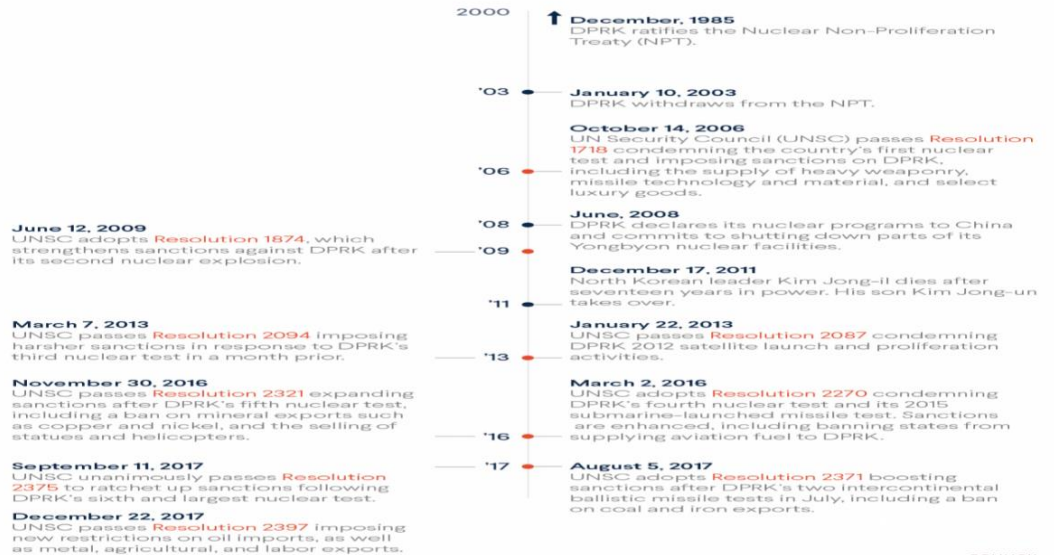 2000
December, 1985
DPRK ratifies the Nuclear Non-Proliferation
Treaty (NPT).
'03
January 10, 2003
DPRK withdraws from the NPT.
October 14, 2006
UN Security Council (UNSC) passes Resolution
1718 condemning the country's first nuclear
test and imposing sanctions on DPRK,
including the supply of heavy weaponry,
missile technology and material, and select
luxury goods.
'06
June, 2008
DPRK declares its nuclear programs to China
and commits to shutting down parts of its
Yongbyon nuclear facilities.
'08
June 12, 2009
UNSC adopts Resolution 1874, which
strengthens sanctions against DPRK after
its second nuclear explosion.
'09
December 17, 2011
North Korean leader Kim Jong-il dies after
seventeen years in power. His son Kim Jong-un
takes over.
'11
March 7, 2013
UNSC passes Resolution 2094 imposing
harsher sanctions in response to DPRK's
third nuclear test in a month prior.
January 22, 2013
UNSC passes Resolution 2087 condemning
DPRK 2012 satellite launch and proliferation
activities.
'13
November 30, 2016
UNSC passes Resolution 2321 expanding
sanctions after DPRK's fifth nuclear test,
including a ban on mineral exports such
as copper and nickel, and the selling of
statues and helicopters.
March 2, 2016
UNSC adopts Resolution 2270 condemning
DPRK's fourth nuclear test and its 2015
submarine-launched missile test. Sanctions
are enhanced, including banning states from
supplying aviation fuel to DPRK.
'16
September 11, 2017
UNSC unanimously passes Resolution
2375 to ratchet up sanctions following
DPRK's sixth and largest nuclear test.
'17
August 5, 2017
UNSC adopts Resolution 2371 boosting
sanctions after DPRK's two intercontinental
ballistic missile tests in July, including a ban
on coal and iron exports.
December 22, 2017
UNSC passes Resolution 2397 imposing
new restrictions on oil imports, as well
as metal, agricultural, and labor exports.